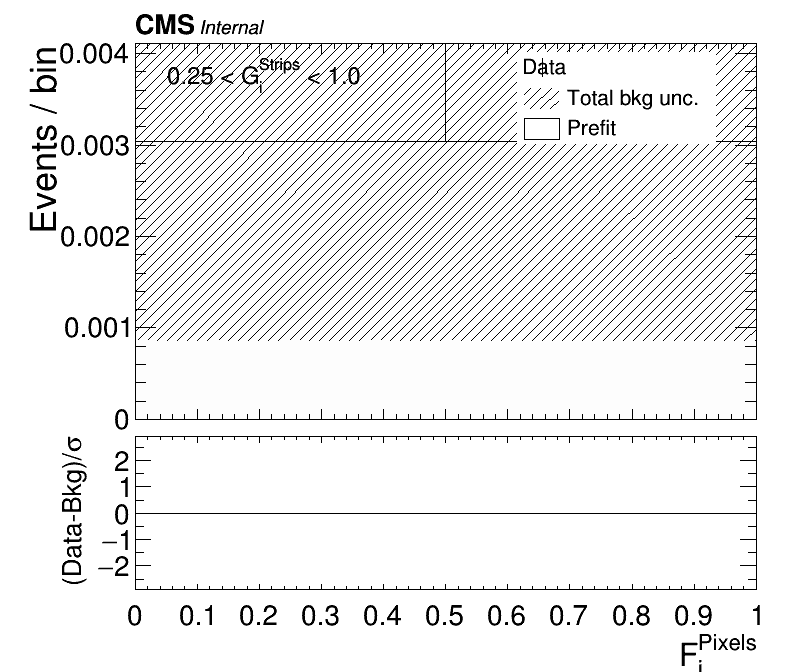 CMS Internal
0.25 < G_i^Strips < 1.0
Data
Total bkg unc.
Prefit
Events / bin
0.004
0.003
0.002
0.001
0
(Data-Bkg)/σ
2
1
0
−1
−2
0 0.1 0.2 0.3 0.4 0.5 0.6 0.7 0.8 0.9 1
F_i^Pixels